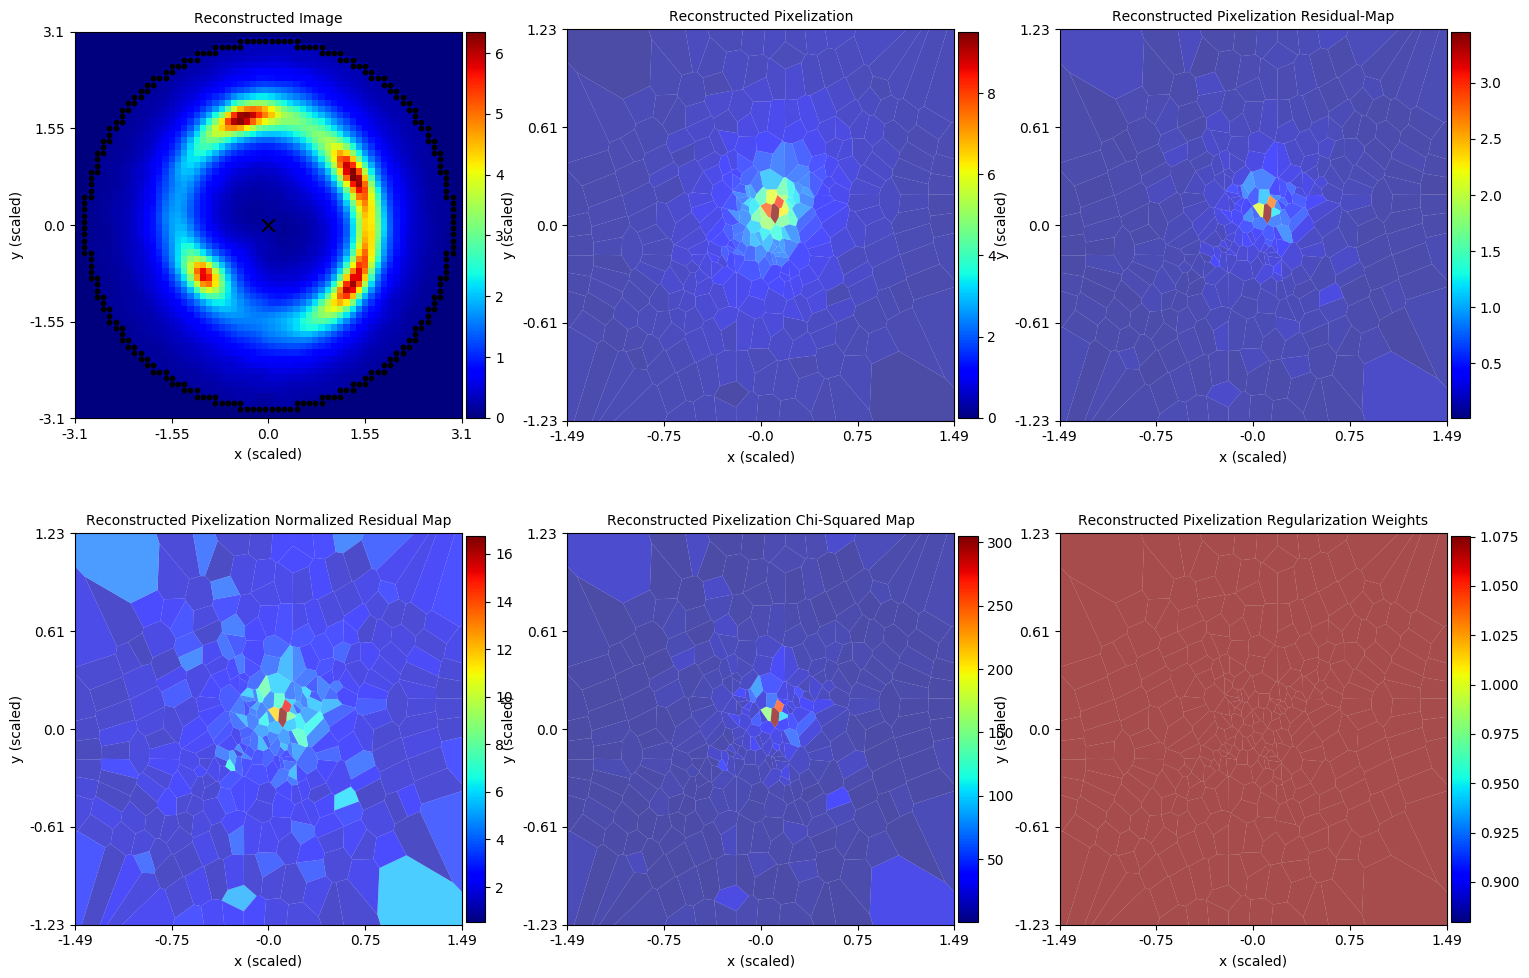 Reconstructed Image
3.1
1.55
0.0
-1.55
-3.1
-3.1 -1.55 0.0 1.55 3.1
x (scaled)
y (scaled)
6
5
4
3
2
1
0
Reconstructed Pixelization
1.23
0.61
0.0
-0.61
-1.23
-1.49 -0.75 -0.0 0.75 1.49
x (scaled)
y (scaled)
8
6
4
2
0
Reconstructed Pixelization Residual-Map
1.23
0.61
0.0
-0.61
-1.23
-1.49 -0.75 -0.0 0.75 1.49
x (scaled)
y (scaled)
3.0
2.5
2.0
1.5
1.0
0.5
Reconstructed Pixelization Normalized Residual Map
1.23
0.61
0.0
-0.61
-1.23
-1.49 -0.75 -0.0 0.75 1.49
x (scaled)
y (scaled)
16
14
12
10
8
6
4
2
Reconstructed Pixelization Chi-Squared Map
1.23
0.61
0.0
-0.61
-1.23
-1.49 -0.75 -0.0 0.75 1.49
x (scaled)
y (scaled)
300
250
200
150
100
50
Reconstructed Pixelization Regularization Weights
1.23
0.61
0.0
-0.61
-1.23
-1.49 -0.75 -0.0 0.75 1.49
x (scaled)
y (scaled)
1.075
1.050
1.025
1.000
0.975
0.950
0.925
0.900